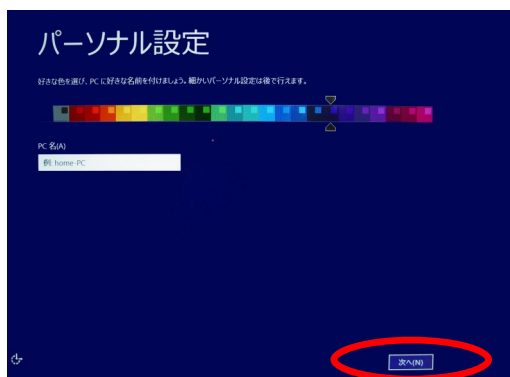 パーソナル設定
好きな色を選び、PC に好きな名前を付けましょう。細かいパーソナル設定は後で行えます。
PC 名(A)
例: home-PC
次へ(N)